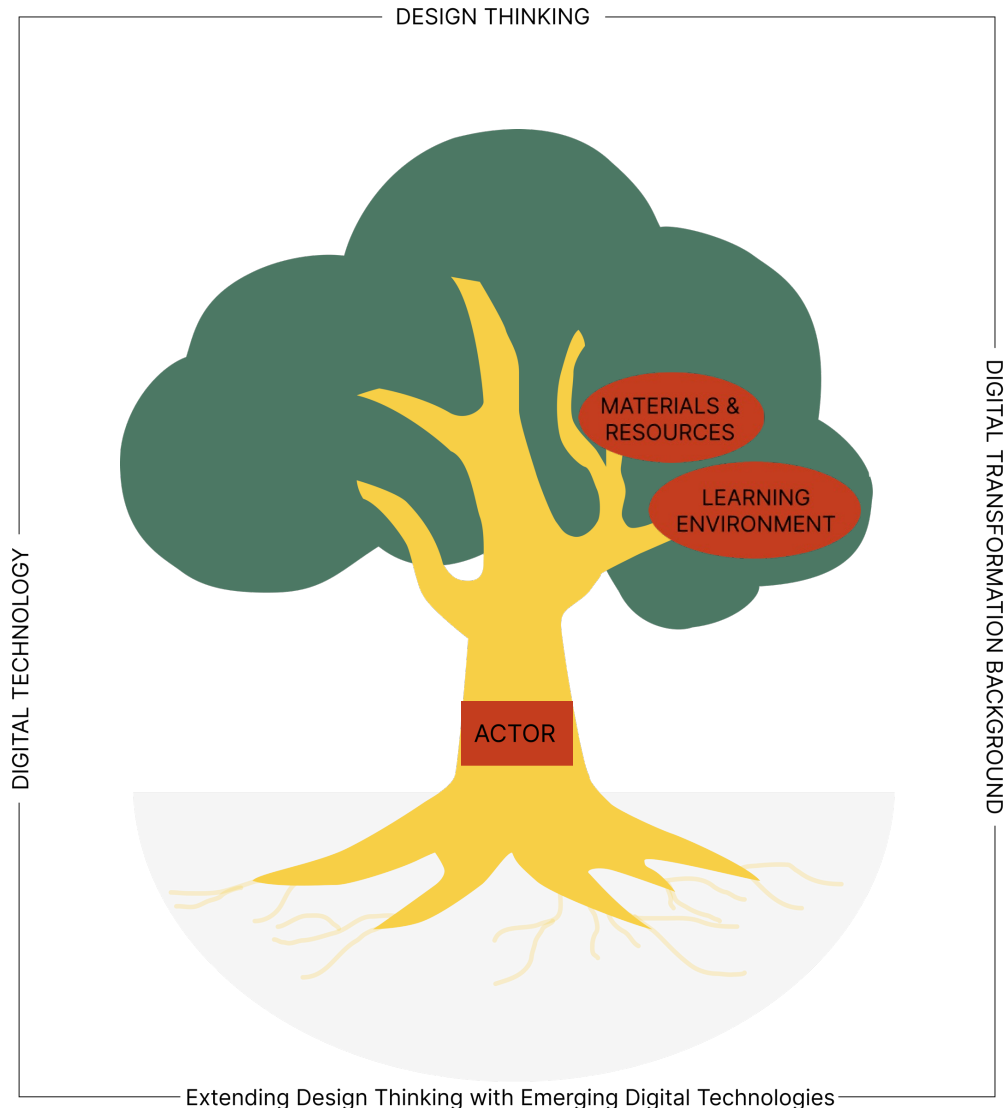 DESIGN THINKING
MATERIALS &
RESOURCES
LEARNING
ENVIRONMENT
DIGITAL TECHNOLOGY
DIGITAL TRANSFORMATION BACKGROUND
ACTOR
Extending Design Thinking with Emerging Digital Technologies